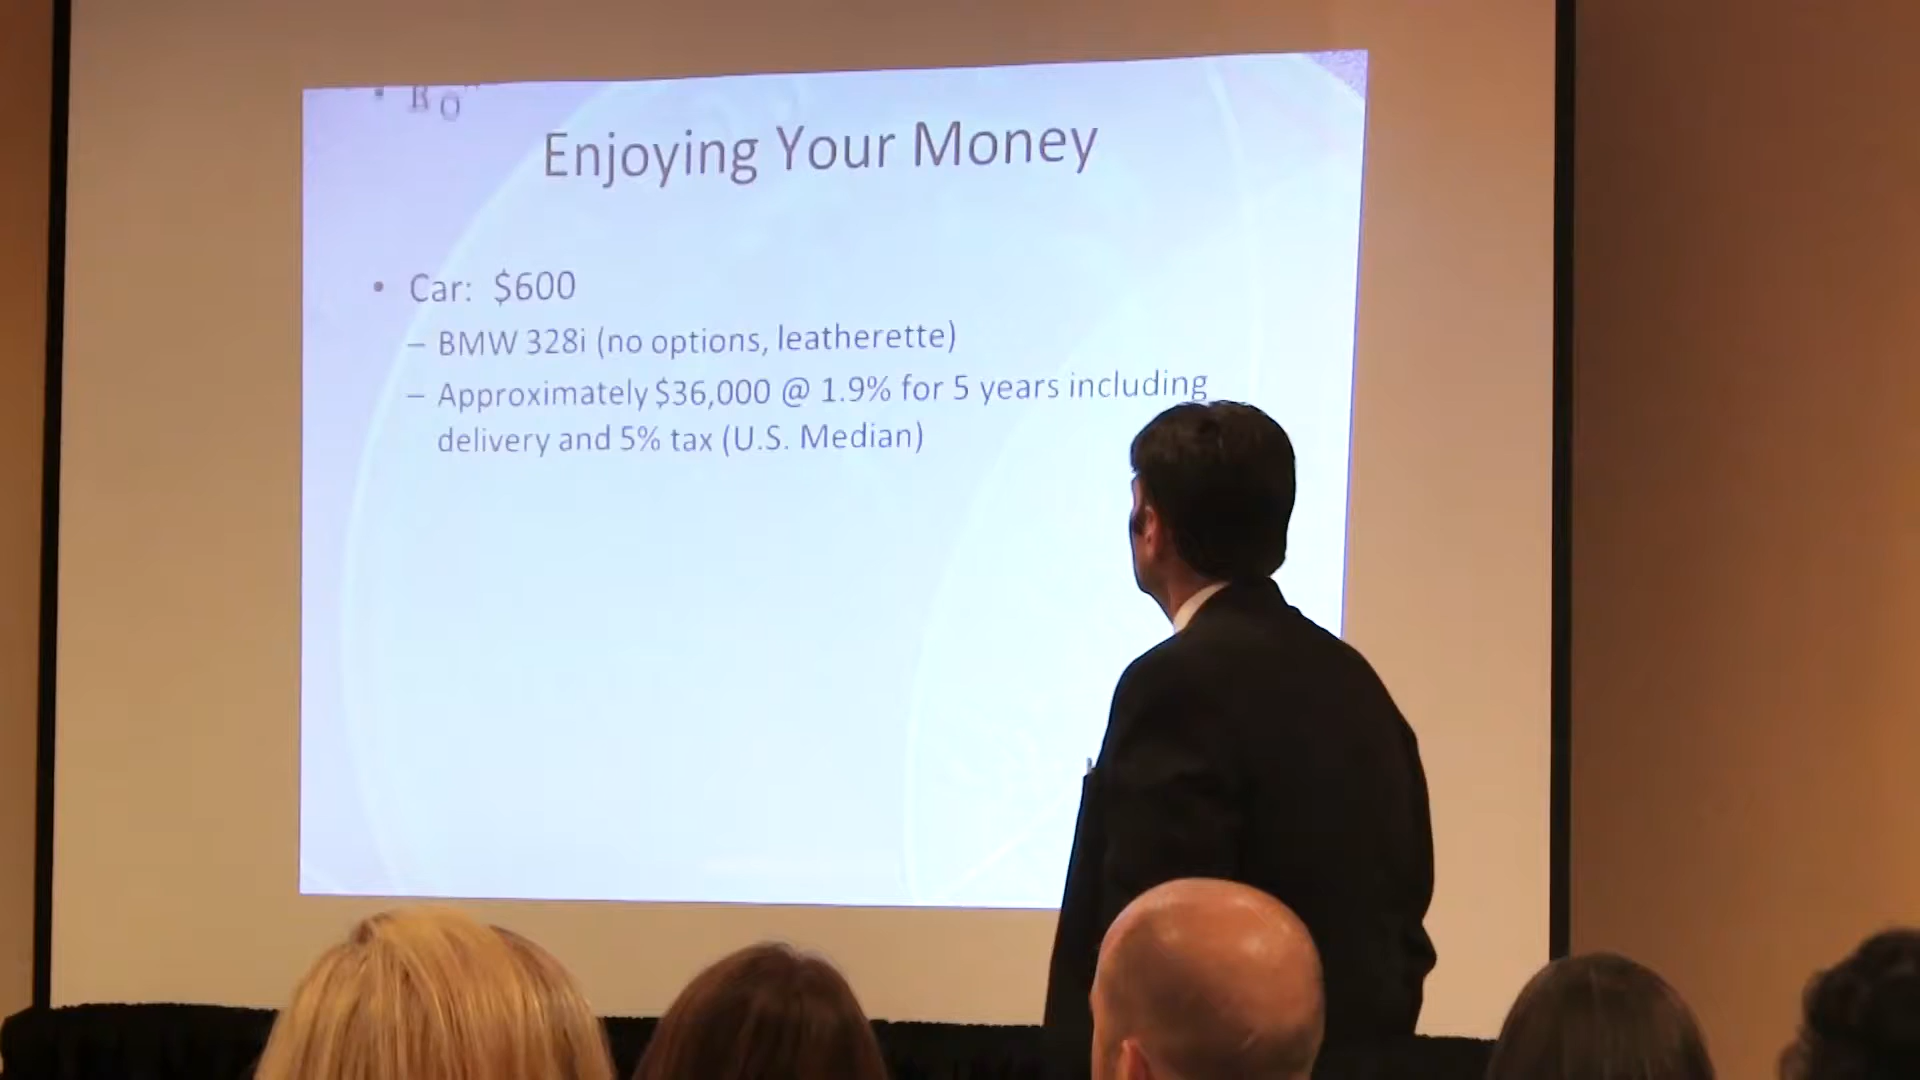 Enjoying Your Money
• Car: $600
– BMW 328i (no options, leatherette)
– Approximately $36,000 @ 1.9% for 5 years including
delivery and 5% tax (U.S. Median)